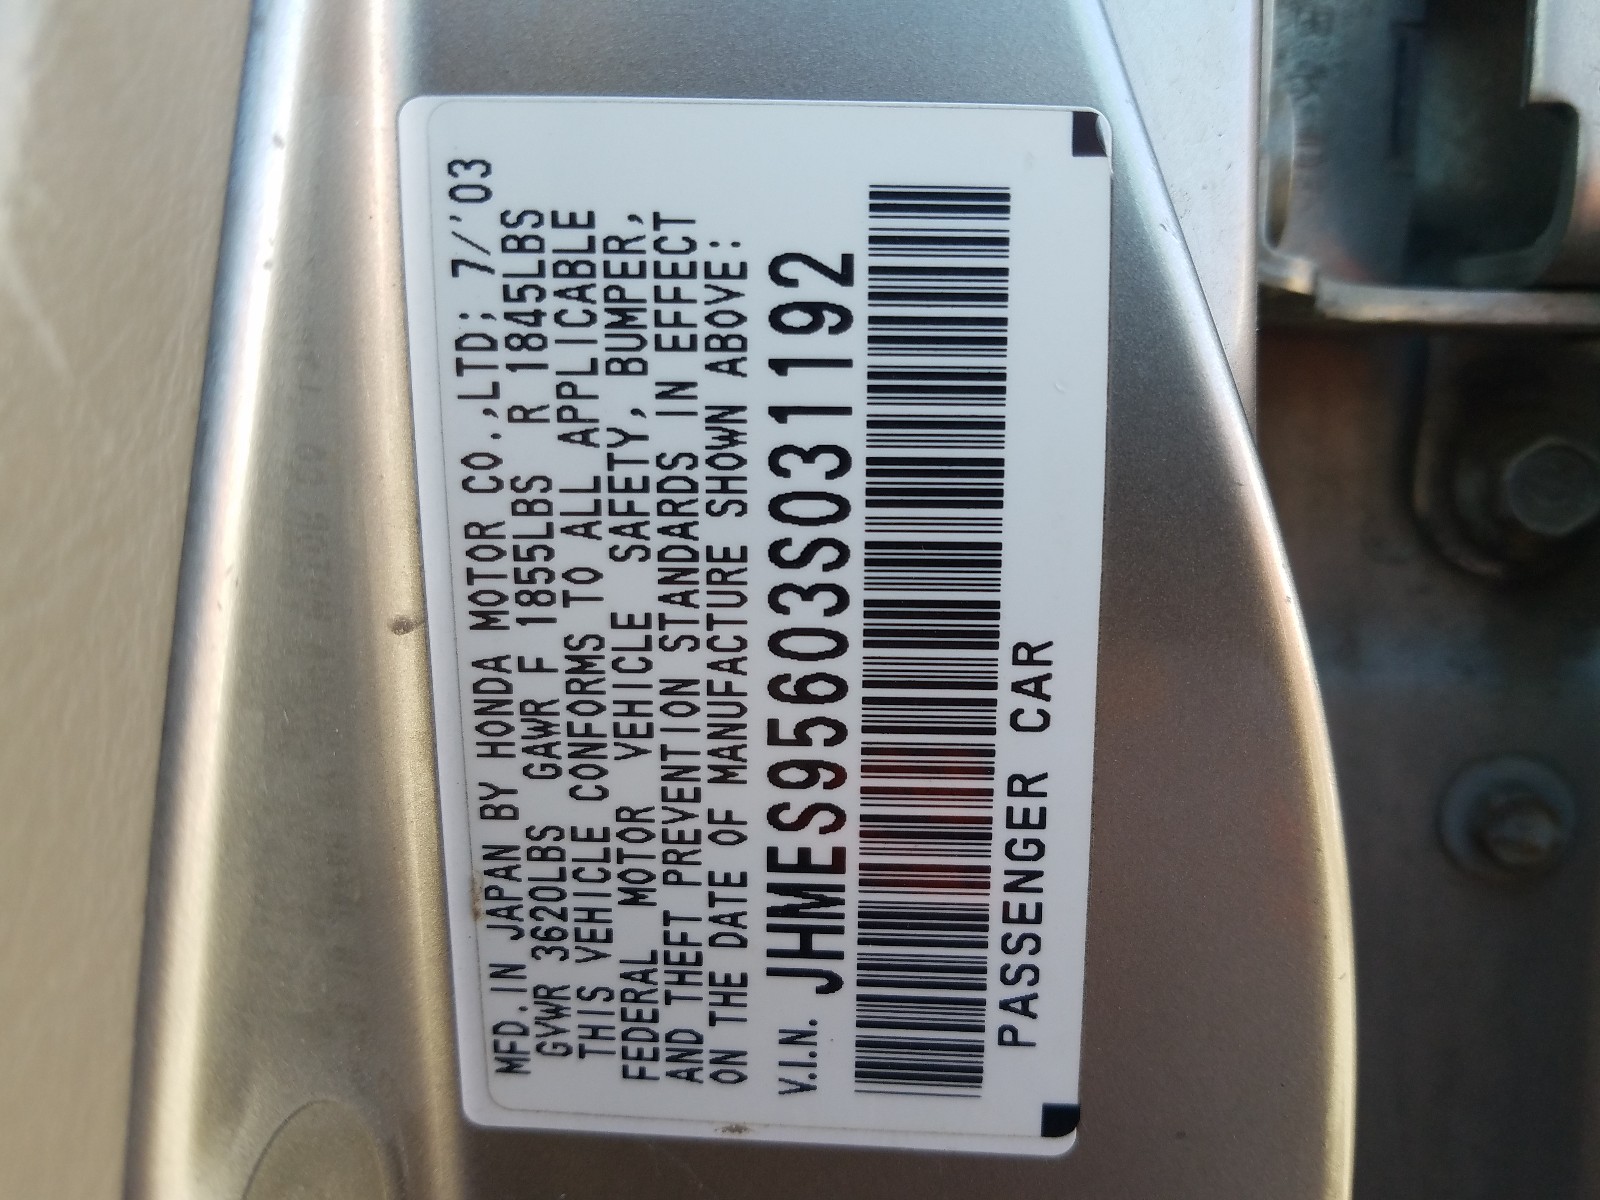 MFD. IN JAPAN BY HONDA MOTOR CO.,LTD; 7/'03
GVWR 3620LBS GAWR F 1855LBS R 1845LBS
THIS VEHICLE CONFORMS TO ALL APPLICABLE
FEDERAL MOTOR VEHICLE SAFETY, BUMPER,
AND THEFT PREVENTION STANDARDS IN EFFECT
ON THE DATE OF MANUFACTURE SHOWN ABOVE:
V.I.N. JHMES95603S031192
PASSENGER CAR